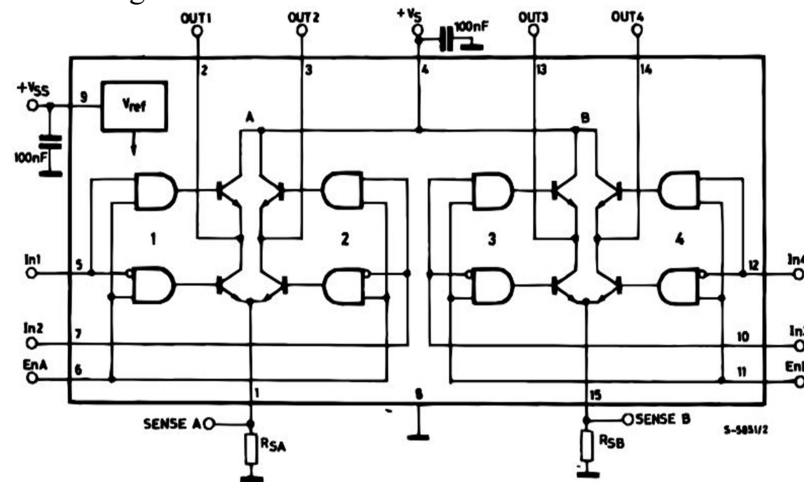 OUT1
OUT2
+VS
100nF
OUT3
OUT4
2
3
4
13
14
+VSS
9
Vref
A
B
100nF
1
2
3
4
In1
5
12
In4
In2
7
10
EnA
6
11
1
8
15
SENSE A
SENSE B
S-5851/2
RSA
RSB